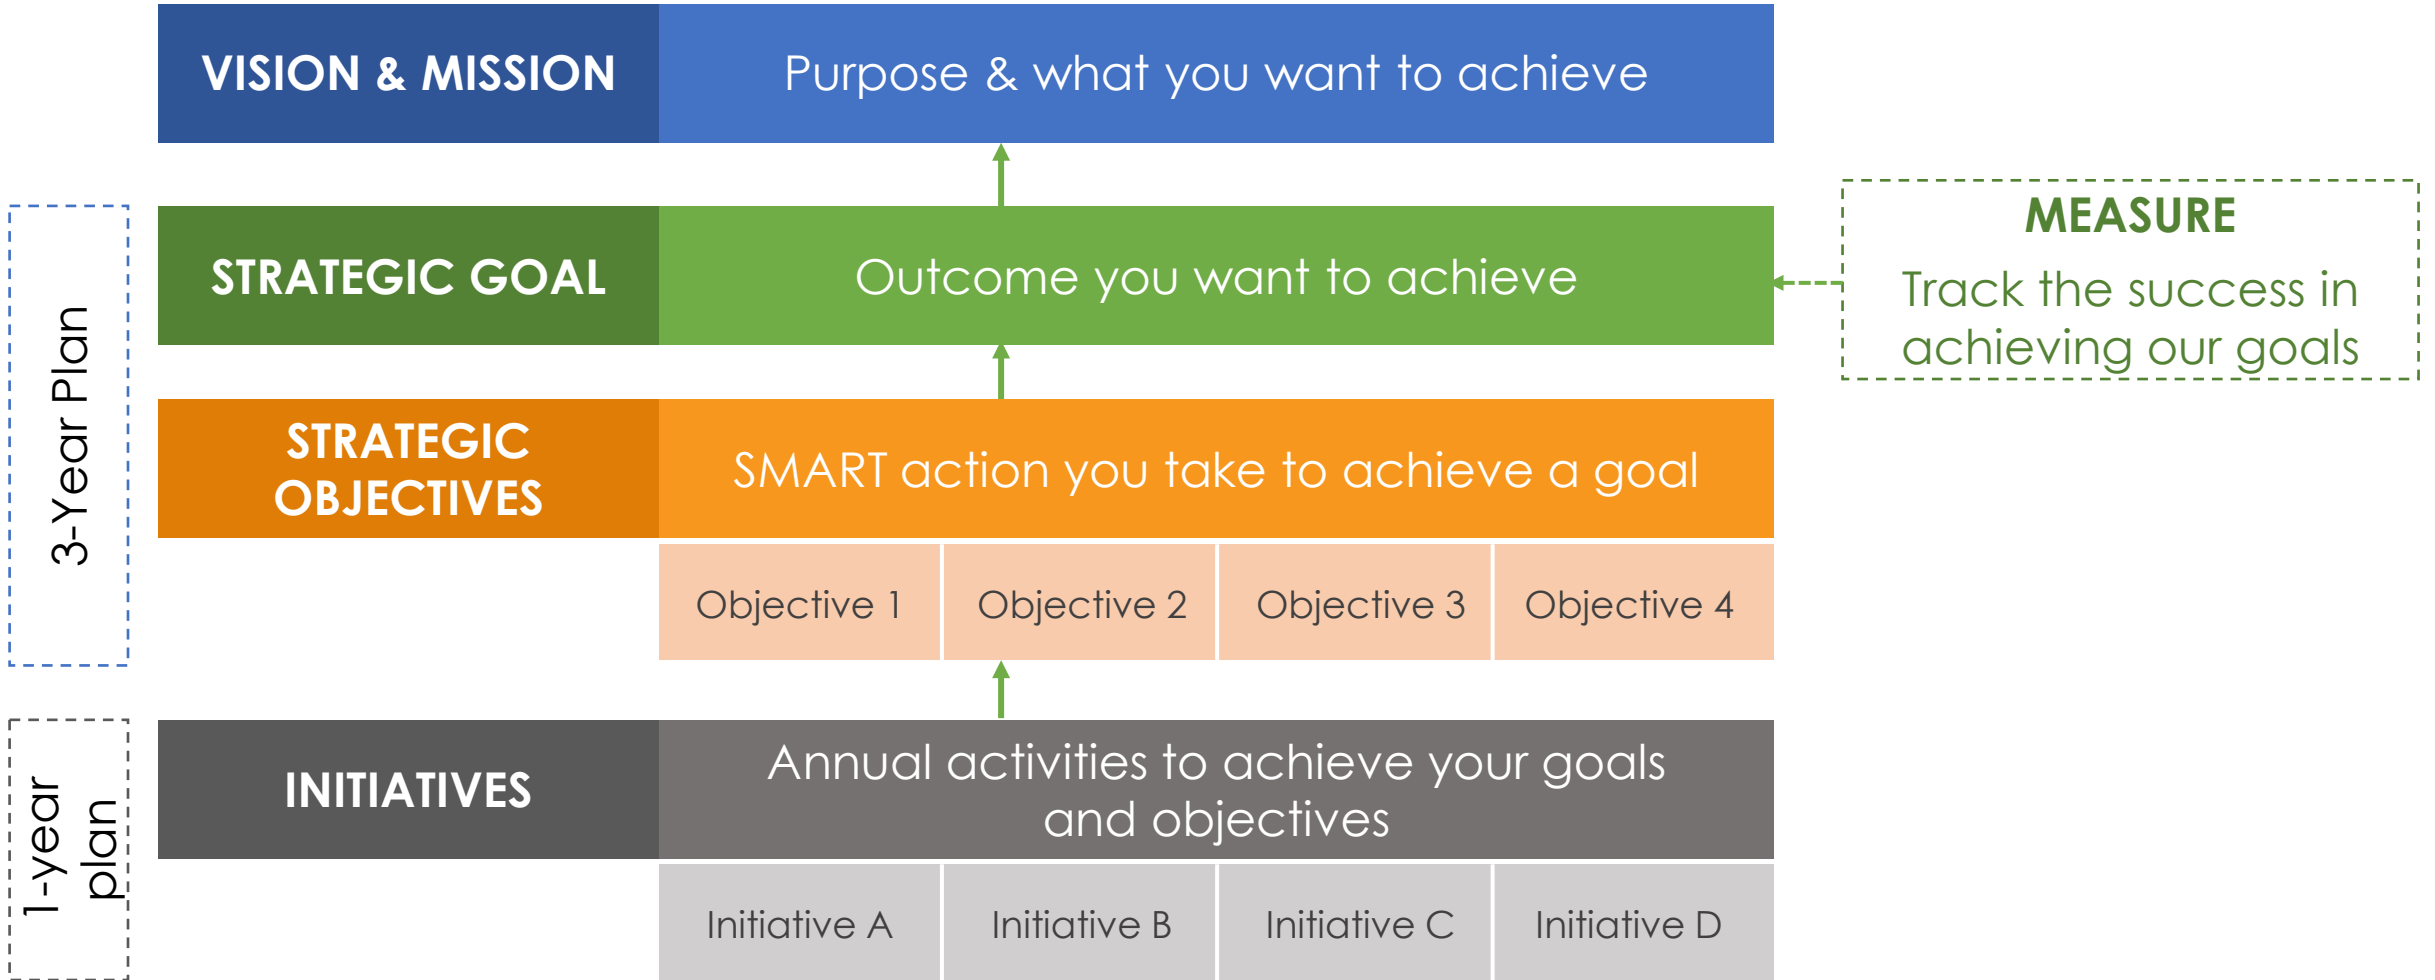 VISION & MISSION
Purpose & what you want to achieve
3-Year Plan
STRATEGIC GOAL
Outcome you want to achieve
MEASURE
Track the success in
achieving our goals
STRATEGIC
OBJECTIVES
SMART action you take to achieve a goal
Objective 1
Objective 2
Objective 3
Objective 4
1-year
plan
INITIATIVES
Annual activities to achieve your goals
and objectives
Initiative A
Initiative B
Initiative C
Initiative D